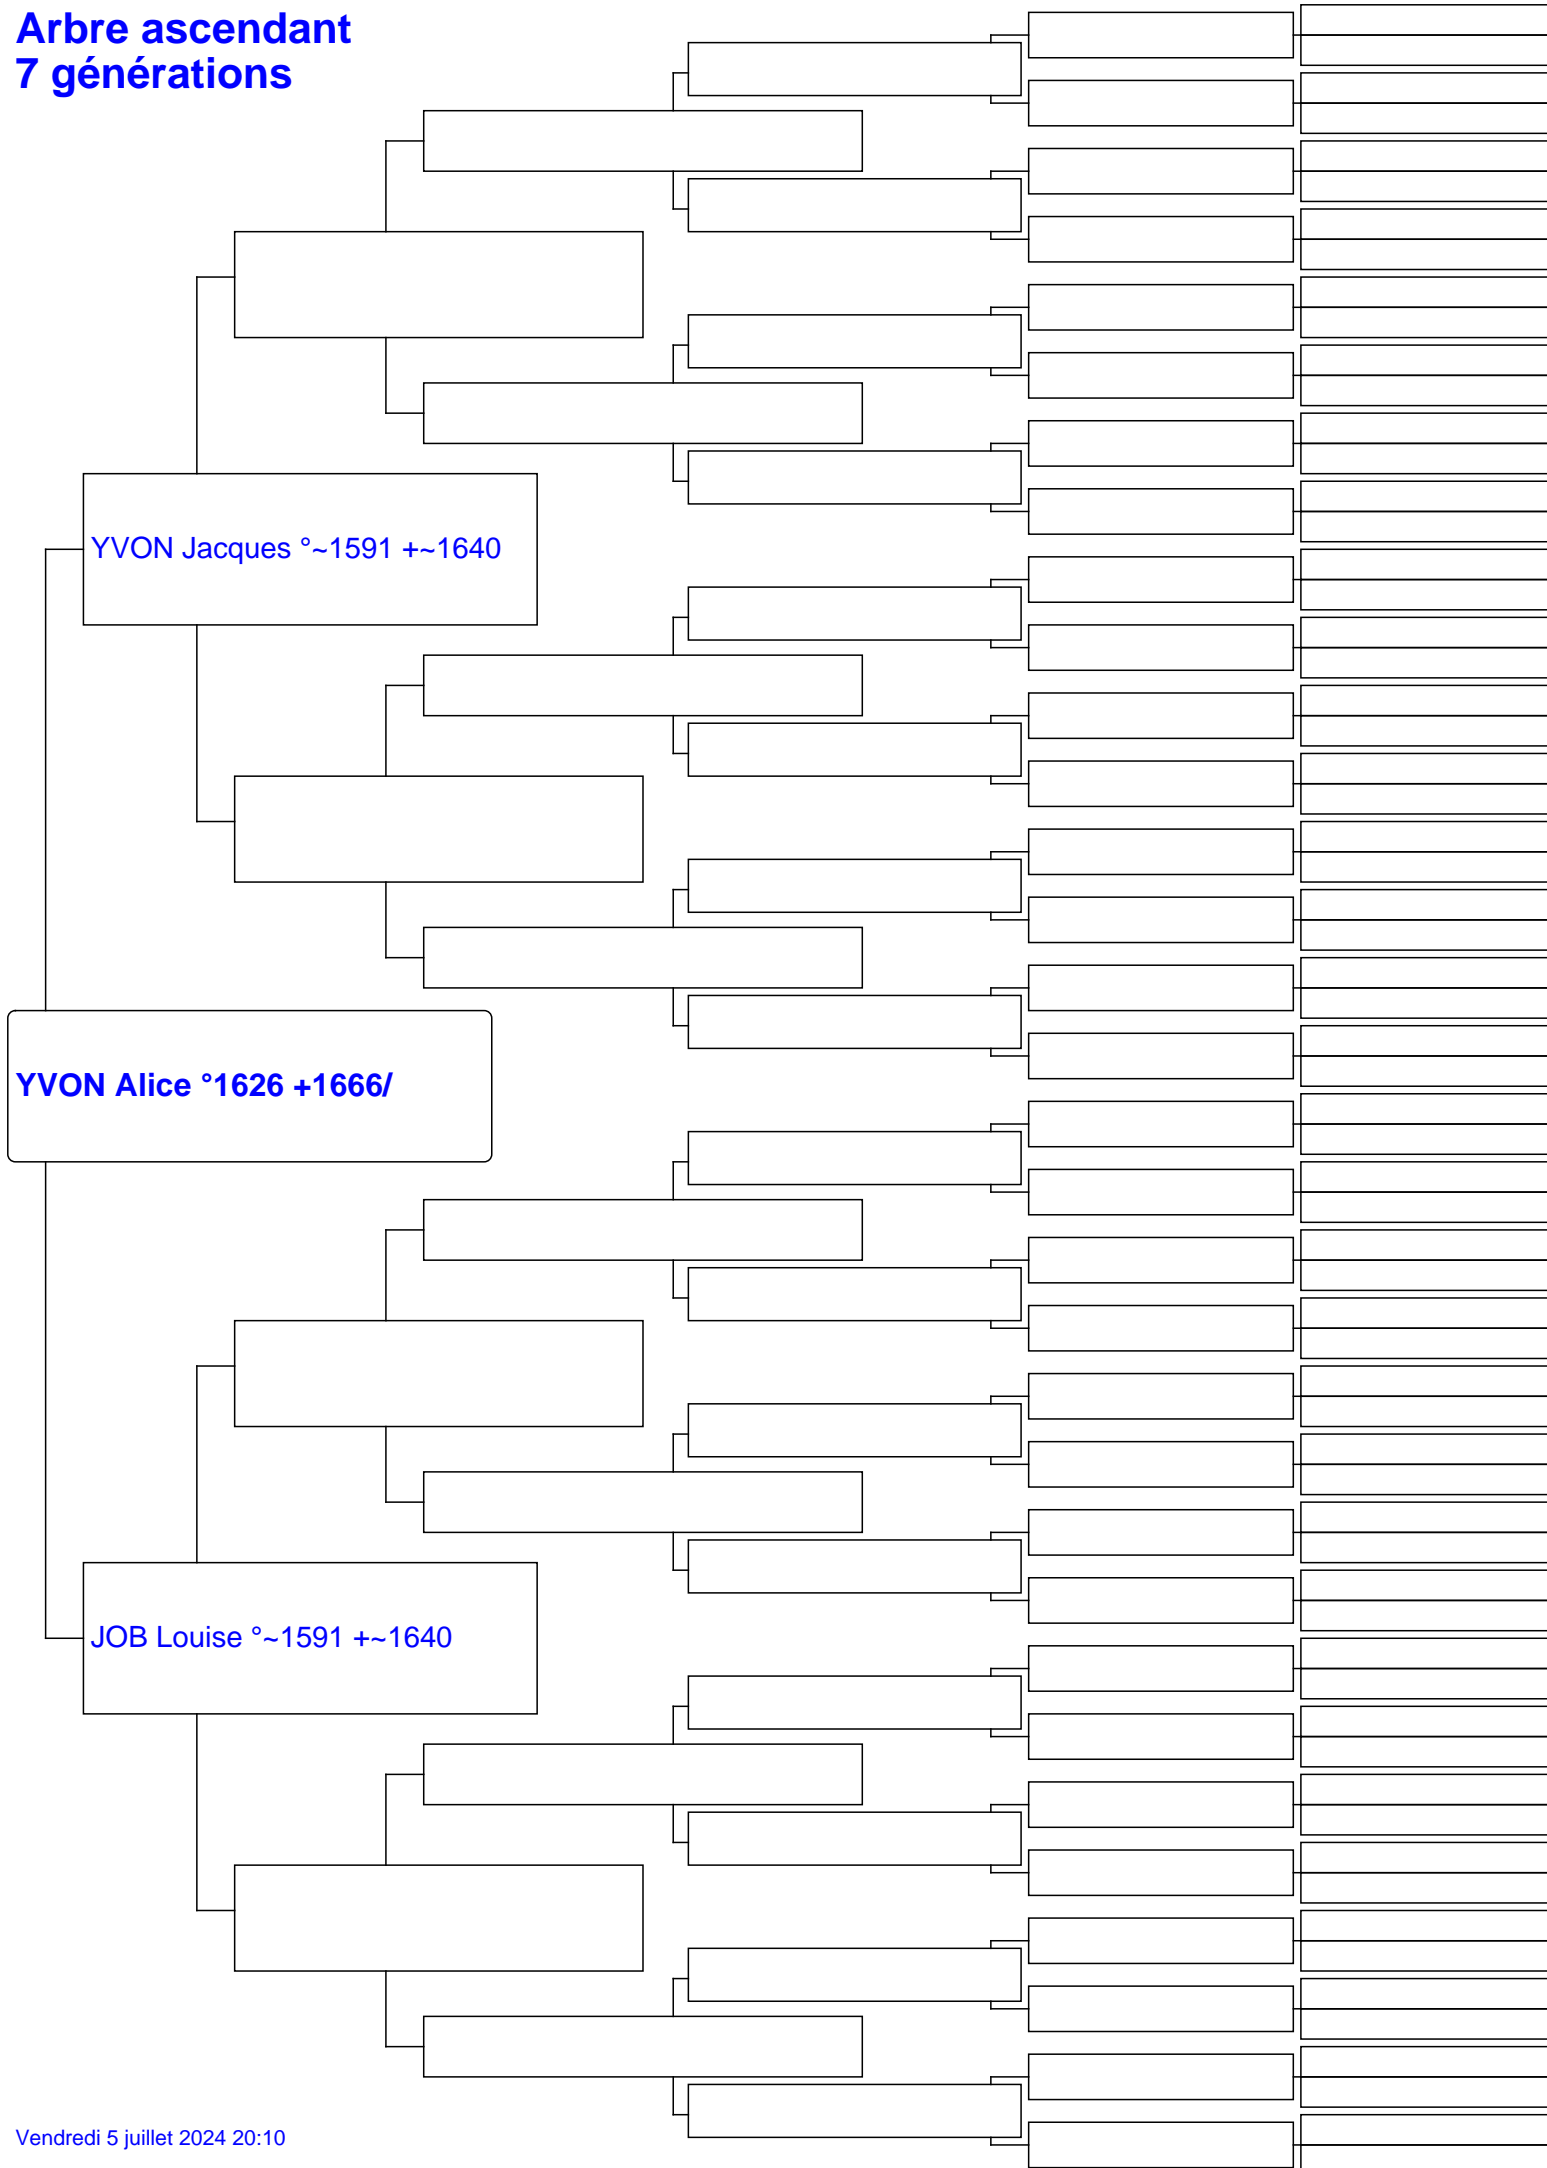 Arbre ascendant
7 générations
YVON Jacques °~1591 +~1640
YVON Alice °1626 +1666/
JOB Louise °~1591 +~1640
Vendredi 5 juillet 2024 20:10